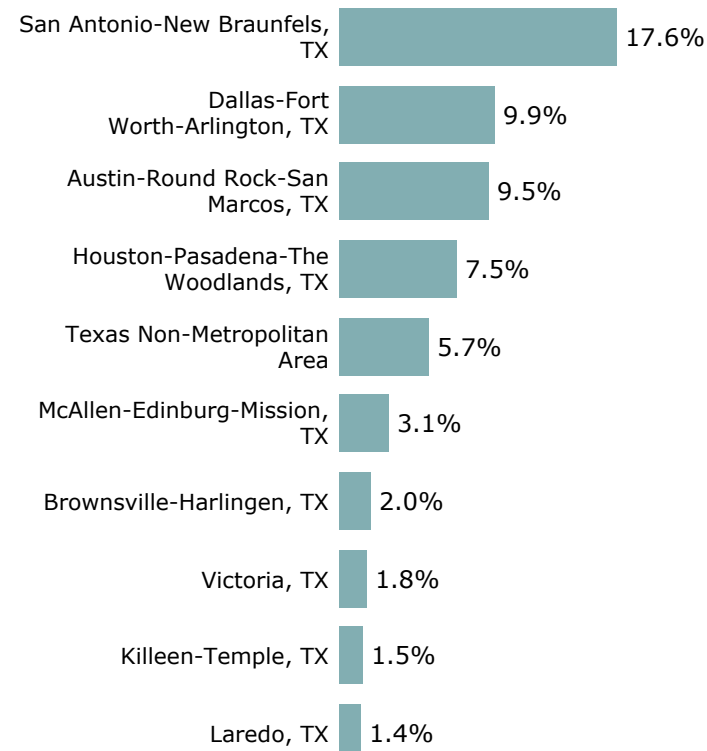 San Antonio-New Braunfels,
TX
17.6%
Dallas-Fort
Worth-Arlington, TX
9.9%
Austin-Round Rock-San
Marcos, TX
9.5%
Houston-Pasadena-The
Woodlands, TX
7.5%
Texas Non-Metropolitan
Area
5.7%
McAllen-Edinburg-Mission,
TX
3.1%
Brownsville-Harlingen, TX
2.0%
Victoria, TX
1.8%
Killeen-Temple, TX
1.5%
Laredo, TX
1.4%